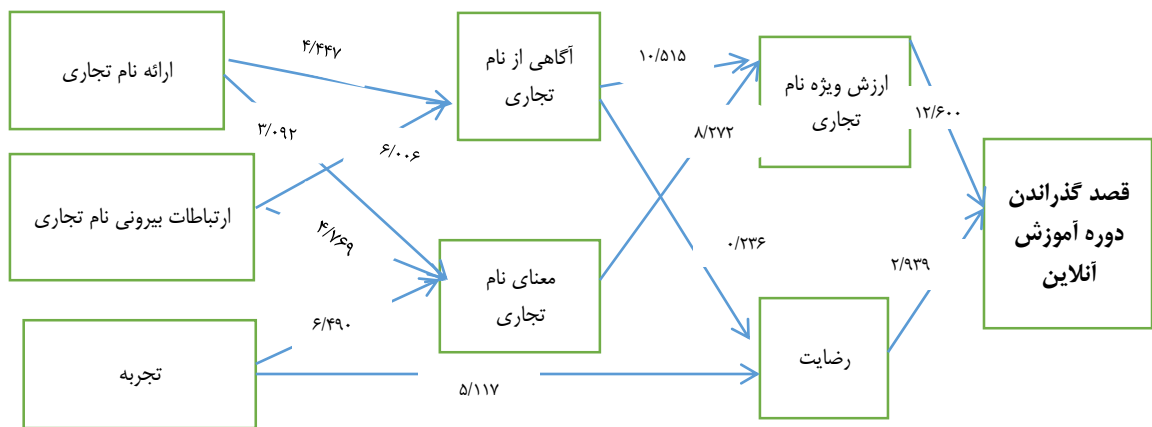 ارائه نام تجاری
ارتباطات بیرونی نام تجاری
تجربه
۴/۴۴۷
۳/۰۹۲
۶/۰۰۶
۴/۷۶۹
۶/۴۹۰
۵/۱۱۷
آگاهی از نام
تجاری
معنای نام
تجاری
۱۰/۵۱۵
۸/۲۷۲
۰/۲۳۶
ارزش ویژه نام
تجاری
رضایت
۱۲/۶۰۰
۲/۹۳۹
قصد گذراندن
دوره آموزش
آنلاین